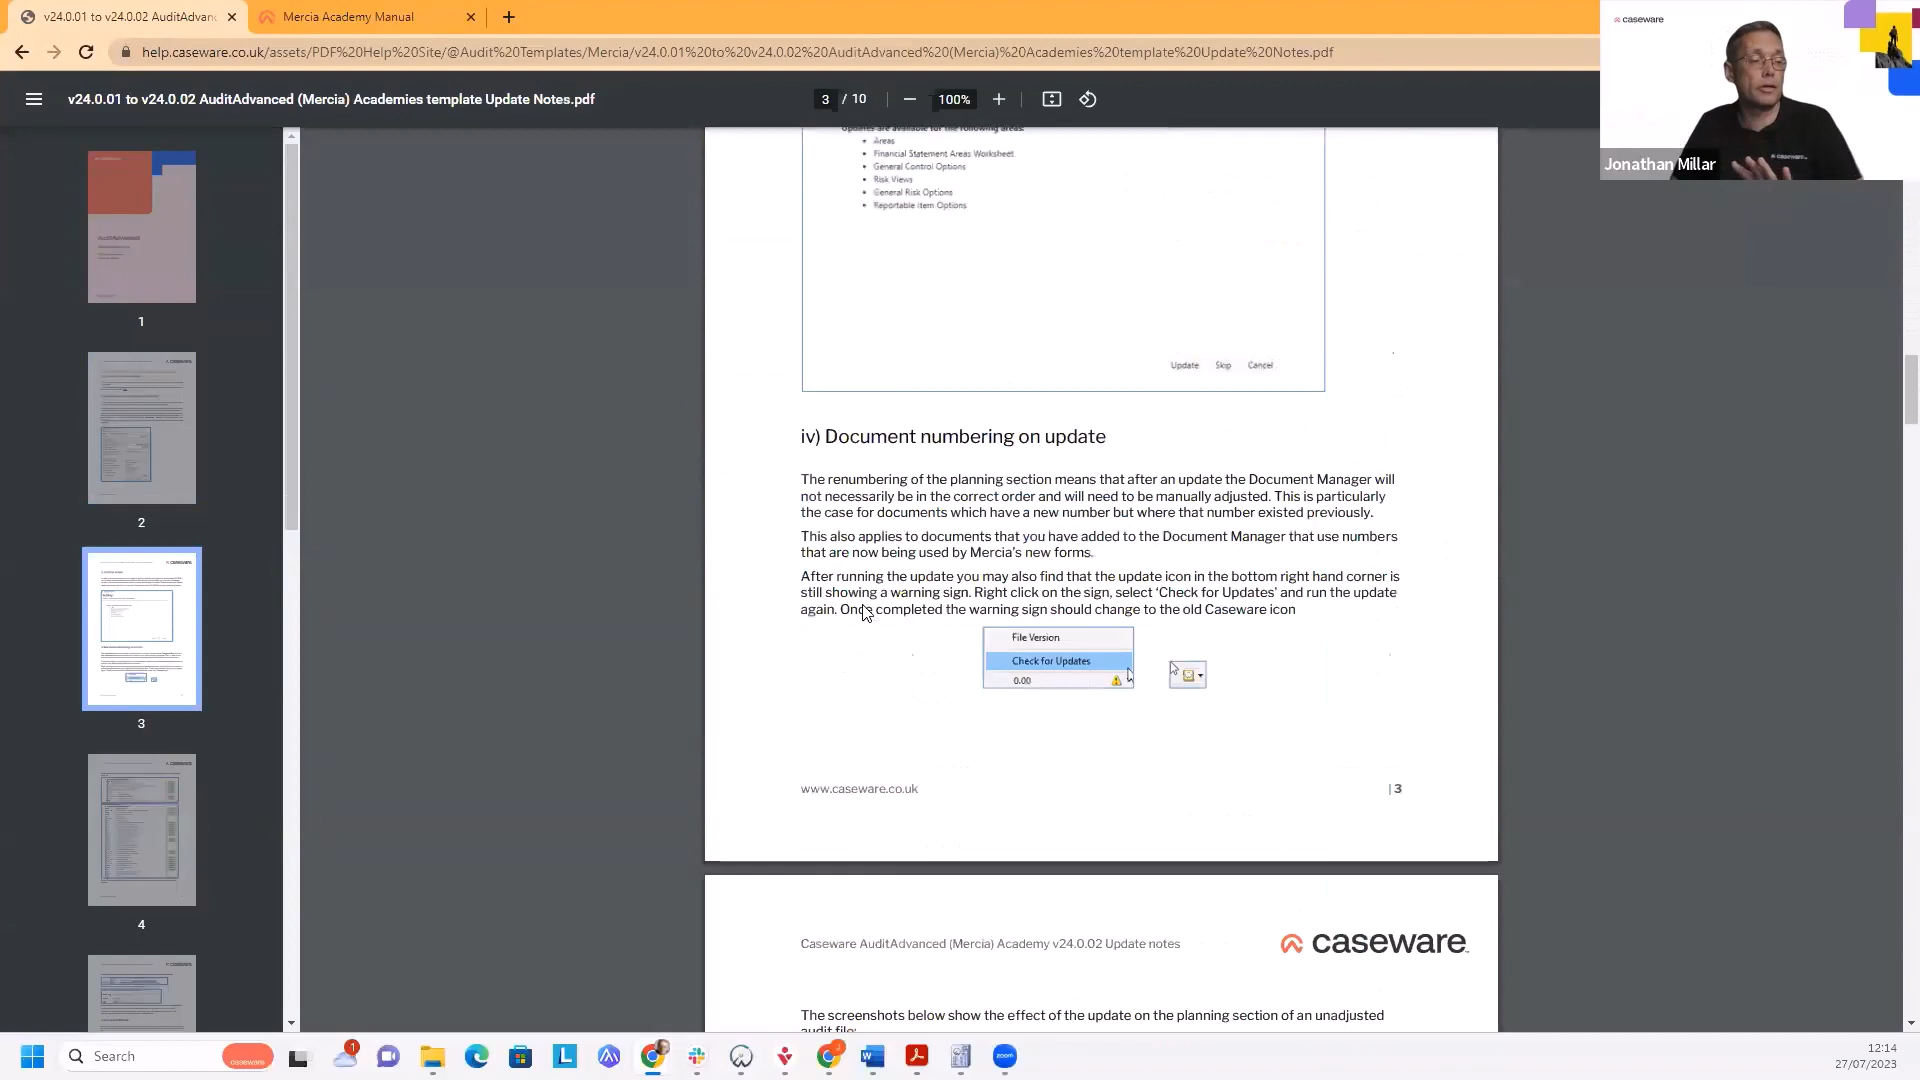 v24.0.01 to v24.0.02 AuditAdvanc
Mercia Academy Manual
help.caseware.co.uk/assets/PDF%20Help%20Site/@Audit%20Templates/Mercia/v24.0.01%20to%20v24.0.02%20AuditAdvanced%20(Mercia)%20Academies%20template%20Update%20Notes.pdf
caseware
Jonathan Millar
v24.0.01 to v24.0.02 AuditAdvanced (Mercia) Academies template Update Notes.pdf
3 / 10
100%
1
2
3
4
Updates are available for the following areas:
• Areas
• Financial Statement Areas Worksheet
• General Control Options
• Risk Views
• General Risk Options
• Reportable Item Options
Update Skip Cancel
iv) Document numbering on update
The renumbering of the planning section means that after an update the Document Manager will
not necessarily be in the correct order and will need to be manually adjusted. This is particularly
the case for documents which have a new number but where that number existed previously.
This also applies to documents that you have added to the Document Manager that use numbers
that are now being used by Mercia's new forms.
After running the update you may also find that the update icon in the bottom right hand corner is
still showing a warning sign. Right click on the sign, select 'Check for Updates' and run the update
again. Once completed the warning sign should change to the old Caseware icon
File Version
Check for Updates
0.00
www.caseware.co.uk
| 3
Caseware AuditAdvanced (Mercia) Academy v24.0.02 Update notes
caseware
The screenshots below show the effect of the update on the planning section of an unadjusted
audit file:
Search
caseware
1
zoom
12:14
27/07/2023